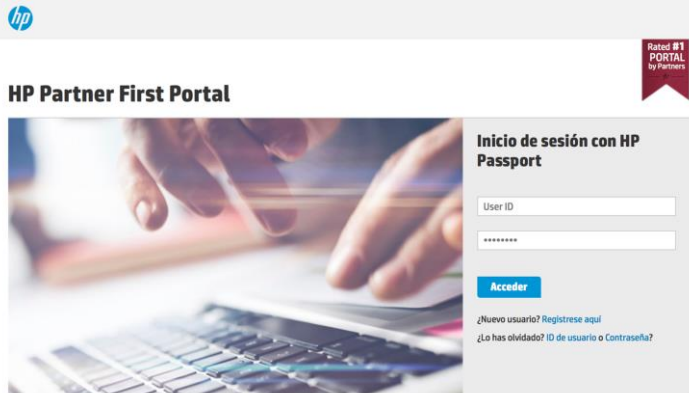 hp
Rated #1
PORTAL
by Partners
HP Partner First Portal
Inicio de sesión con HP
Passport
User ID
********
Acceder
¿Nuevo usuario? Registrese aquí
¿Lo has olvidado? ID de usuario o Contraseña?